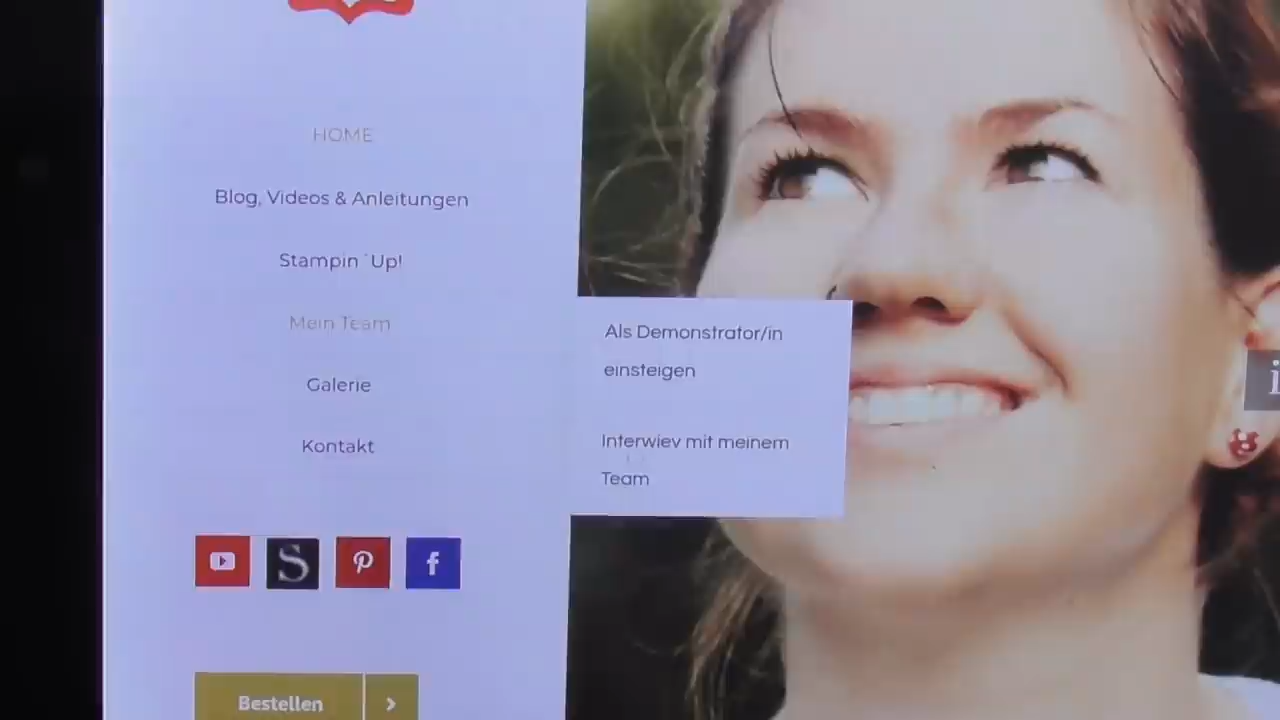 HOME
Blog, Videos & Anleitungen
Stampin´Up!
Mein Team
Als Demonstrator/in
einsteigen
Interwiev mit meinem
Team
Galerie
Kontakt
S
f
Bestellen
i